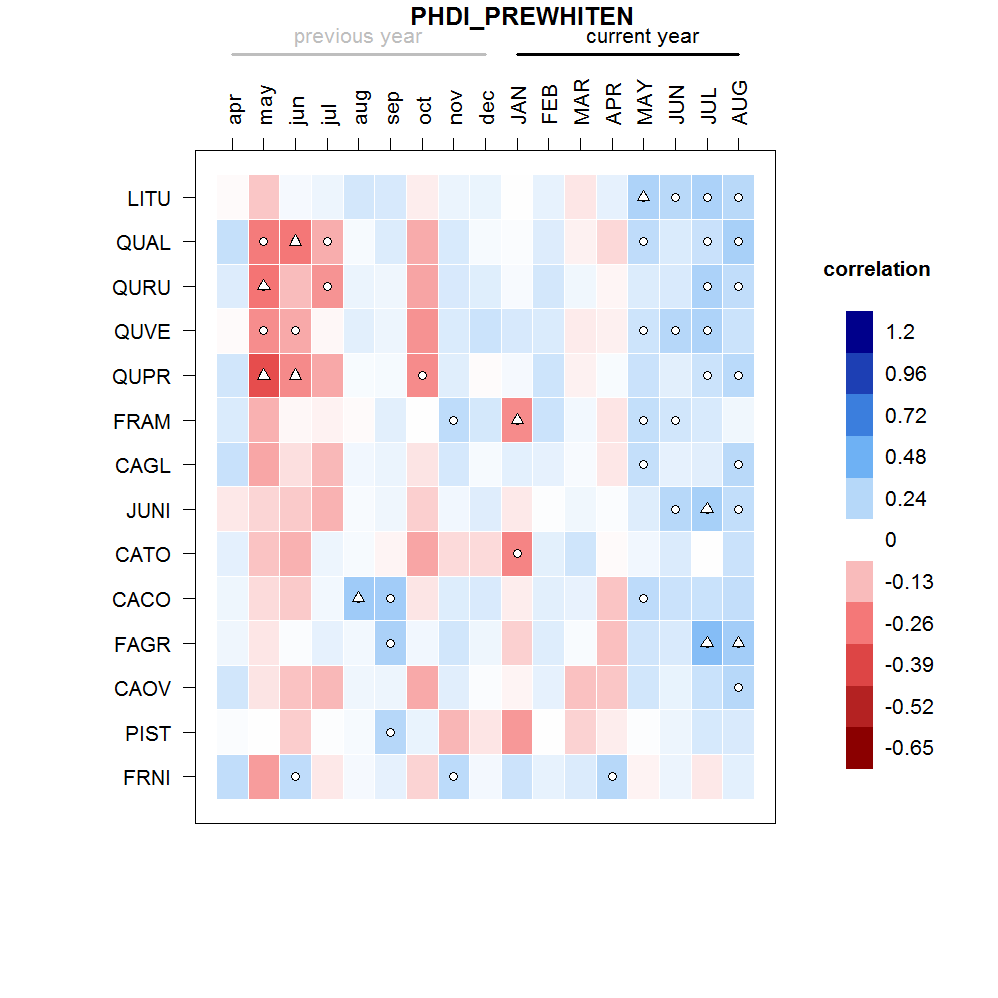 PHDI_PREWHITEN
previous year current year
apr may jun jul aug sep oct nov dec JAN FEB MAR APR MAY JUN JUL AUG
LITU
QUAL
QURU
QUVE
QUPR
FRAM
CAGL
JUNI
CATO
CACO
FAGR
CAOV
PIST
FRNI
correlation
1.2
0.96
0.72
0.48
0.24
0
-0.13
-0.26
-0.39
-0.52
-0.65